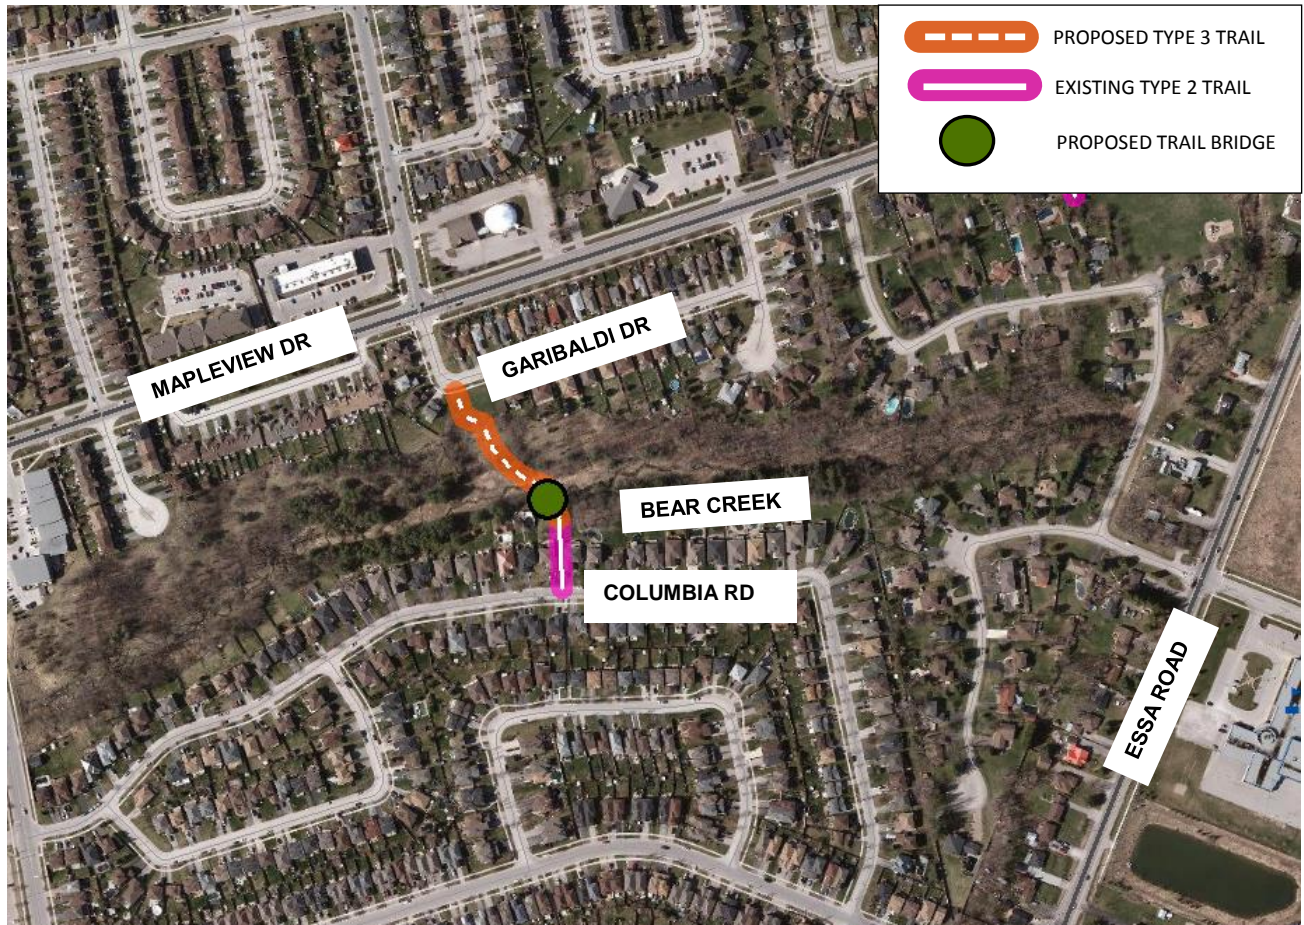 PROPOSED TYPE 3 TRAIL
EXISTING TYPE 2 TRAIL
PROPOSED TRAIL BRIDGE
MAPLEVIEW DR
GARIBALDI DR
BEAR CREEK
COLUMBIA RD
ESSA ROAD